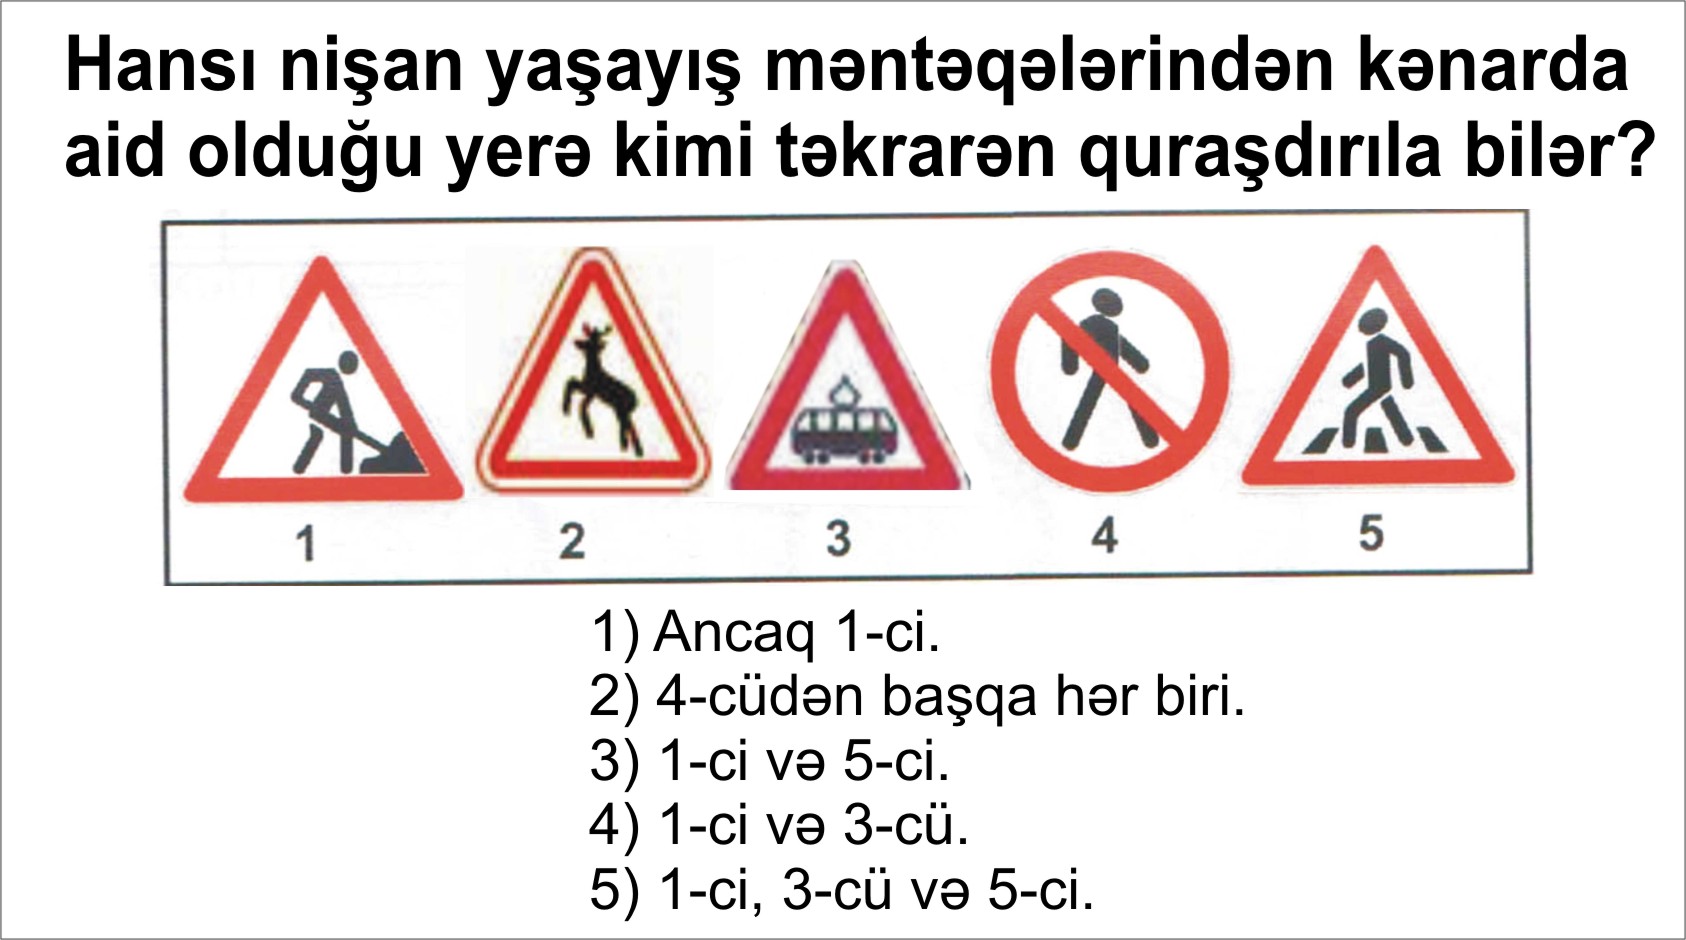 Hansı nişan yaşayış məntəqələrindən kənarda
aid olduğu yerə kimi təkrarən quraşdırıla bilər?
1 2 3 4 5
1) Ancaq 1-ci.
2) 4-cüdən başqa hər biri.
3) 1-ci və 5-ci.
4) 1-ci və 3-cü.
5) 1-ci, 3-cü və 5-ci.